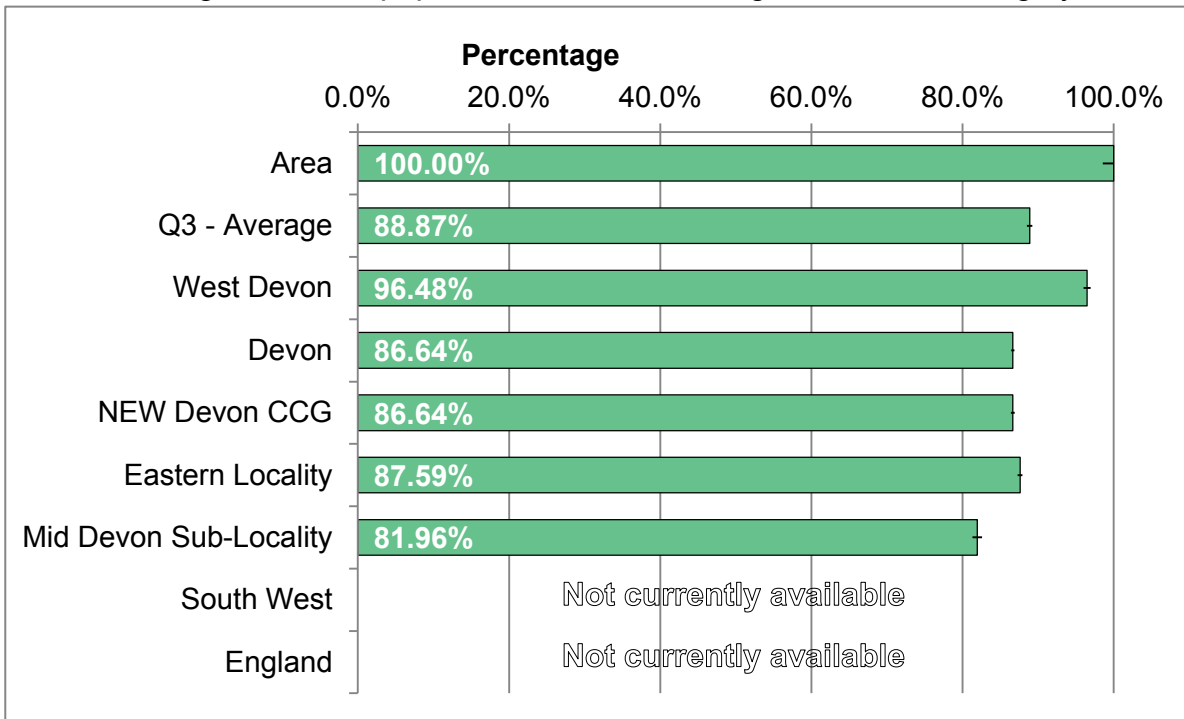 Percentage
0.0% 20.0% 40.0% 60.0% 80.0% 100.0%
Area 100.00%
Q3 - Average 88.87%
West Devon 96.48%
Devon 86.64%
NEW Devon CCG 86.64%
Eastern Locality 87.59%
Mid Devon Sub-Locality 81.96%
South West Not currently available
England Not currently available